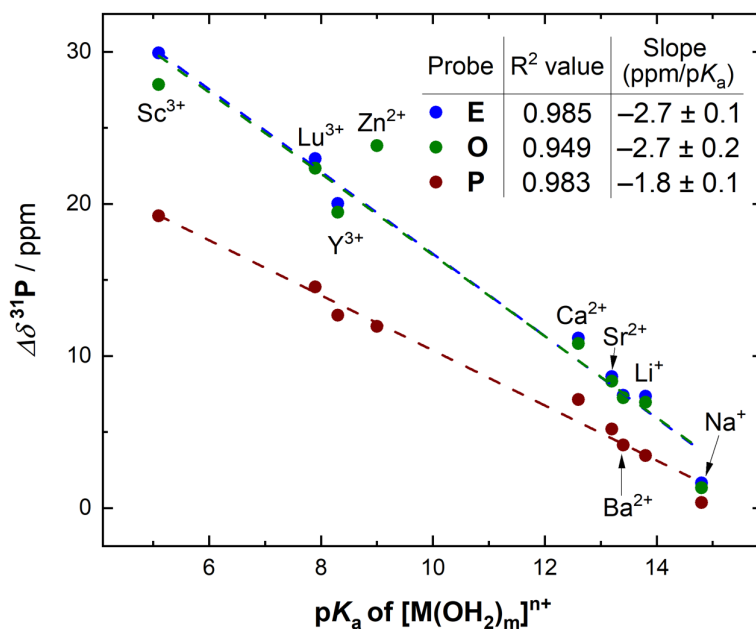 30
20
10
0
Δδ ³¹P / ppm
Probe R² value Slope (ppm/pKₐ)
E 0.985 –2.7 ± 0.1
O 0.949 –2.7 ± 0.2
P 0.983 –1.8 ± 0.1
Sc³⁺
Lu³⁺
Zn²⁺
Y³⁺
Ca²⁺
Sr²⁺
Li⁺
Na⁺
Ba²⁺
6 8 10 12 14
pKₐ of [M(OH₂)ₘ]ⁿ⁺